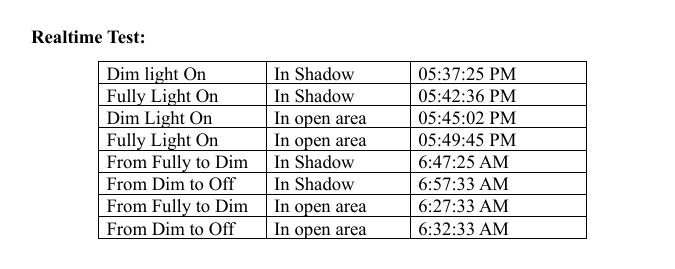 Realtime Test:
Dim light On In Shadow 05:37:25 PM
Fully Light On In Shadow 05:42:36 PM
Dim Light On In open area 05:45:02 PM
Fully Light On In open area 05:49:45 PM
From Fully to Dim In Shadow 6:47:25 AM
From Dim to Off In Shadow 6:57:33 AM
From Fully to Dim In open area 6:27:33 AM
From Dim to Off In open area 6:32:33 AM